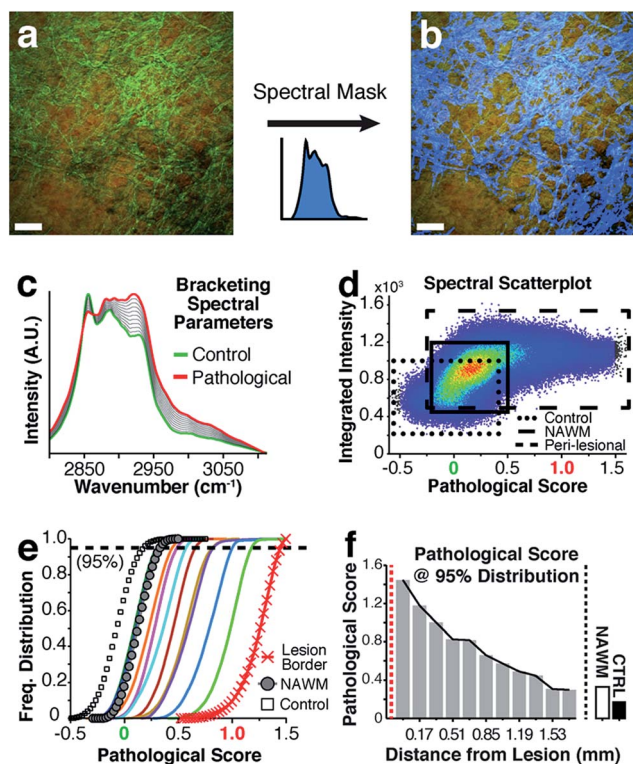 a
Spectral Mask
b
c
Bracketing
Spectral
Parameters
Control
Pathological
Intensity (A.U.)
2850 2950 3050
Wavenumber (cm⁻¹)
d
Spectral Scatterplot
×10³
1.6
1.2
0.8
0.4
0
Integrated Intensity
Control
NAWM
Peri-lesional
-0.5 0 0.5 1.0 1.5
Pathological Score
e
(95%)
1.0
0.8
0.6
0.4
0.2
0
Freq. Distribution
Lesion
Border
NAWM
Control
-0.5 0 0.5 1.0 1.5
Pathological Score
f
Pathological Score
@ 95% Distribution
1.6
1.2
0.8
0.4
0
Pathological Score
0.17 0.51 0.85 1.19 1.53
Distance from Lesion (mm)
NAWM
CTRL